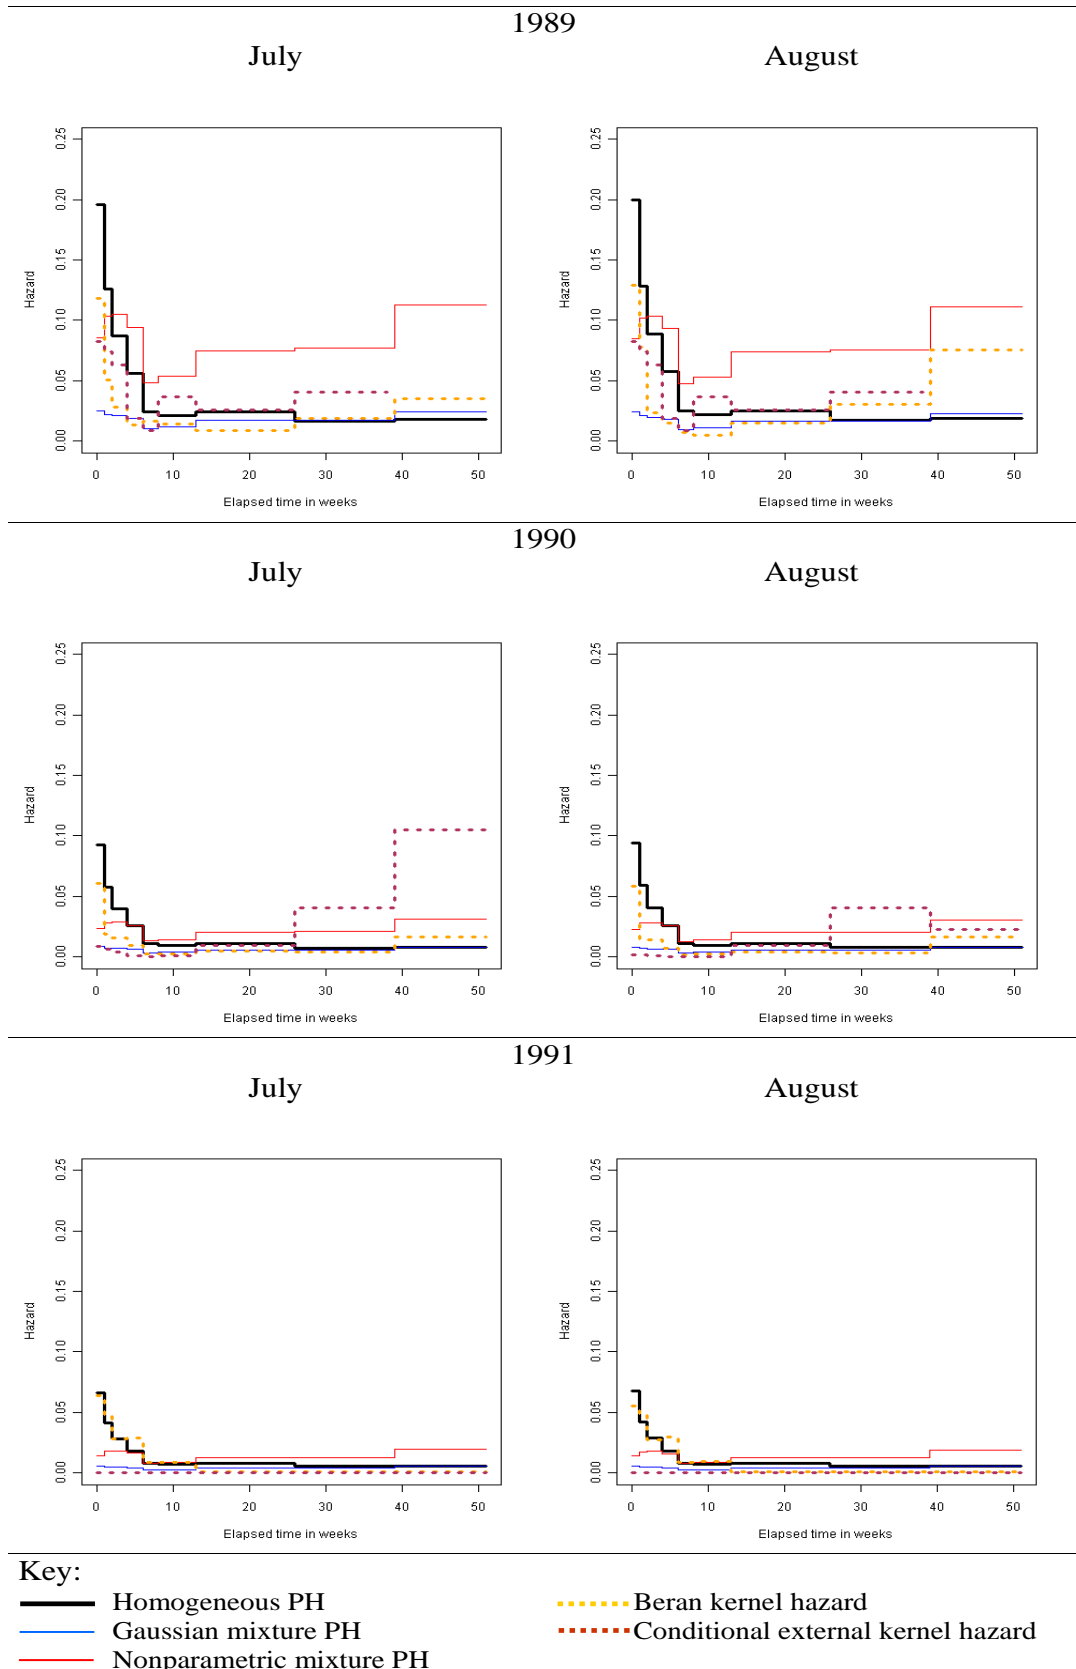 1989
July August
0.25
0.20
0.15
0.10
0.05
0.00
Hazard
0 10 20 30 40 50
Elapsed time in weeks
0.25
0.20
0.15
0.10
0.05
0.00
Hazard
0 10 20 30 40 50
Elapsed time in weeks
1990
July August
0.25
0.20
0.15
0.10
0.05
0.00
Hazard
0 10 20 30 40 50
Elapsed time in weeks
0.25
0.20
0.15
0.10
0.05
0.00
Hazard
0 10 20 30 40 50
Elapsed time in weeks
1991
July August
0.25
0.20
0.15
0.10
0.05
0.00
Hazard
0 10 20 30 40 50
Elapsed time in weeks
0.25
0.20
0.15
0.10
0.05
0.00
Hazard
0 10 20 30 40 50
Elapsed time in weeks
Key:
Homogeneous PH
Gaussian mixture PH
Nonparametric mixture PH
Beran kernel hazard
Conditional external kernel hazard